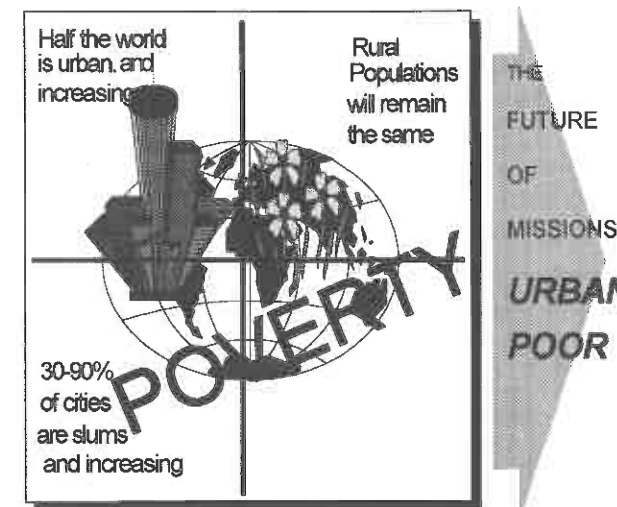 Half the world
is urban, and
increasing
Rural
Populations
will remain
the same
POVERTY
30-90%
of cities
are slums
and increasing
THE
FUTURE
OF
MISSIONS
URBAN
POOR